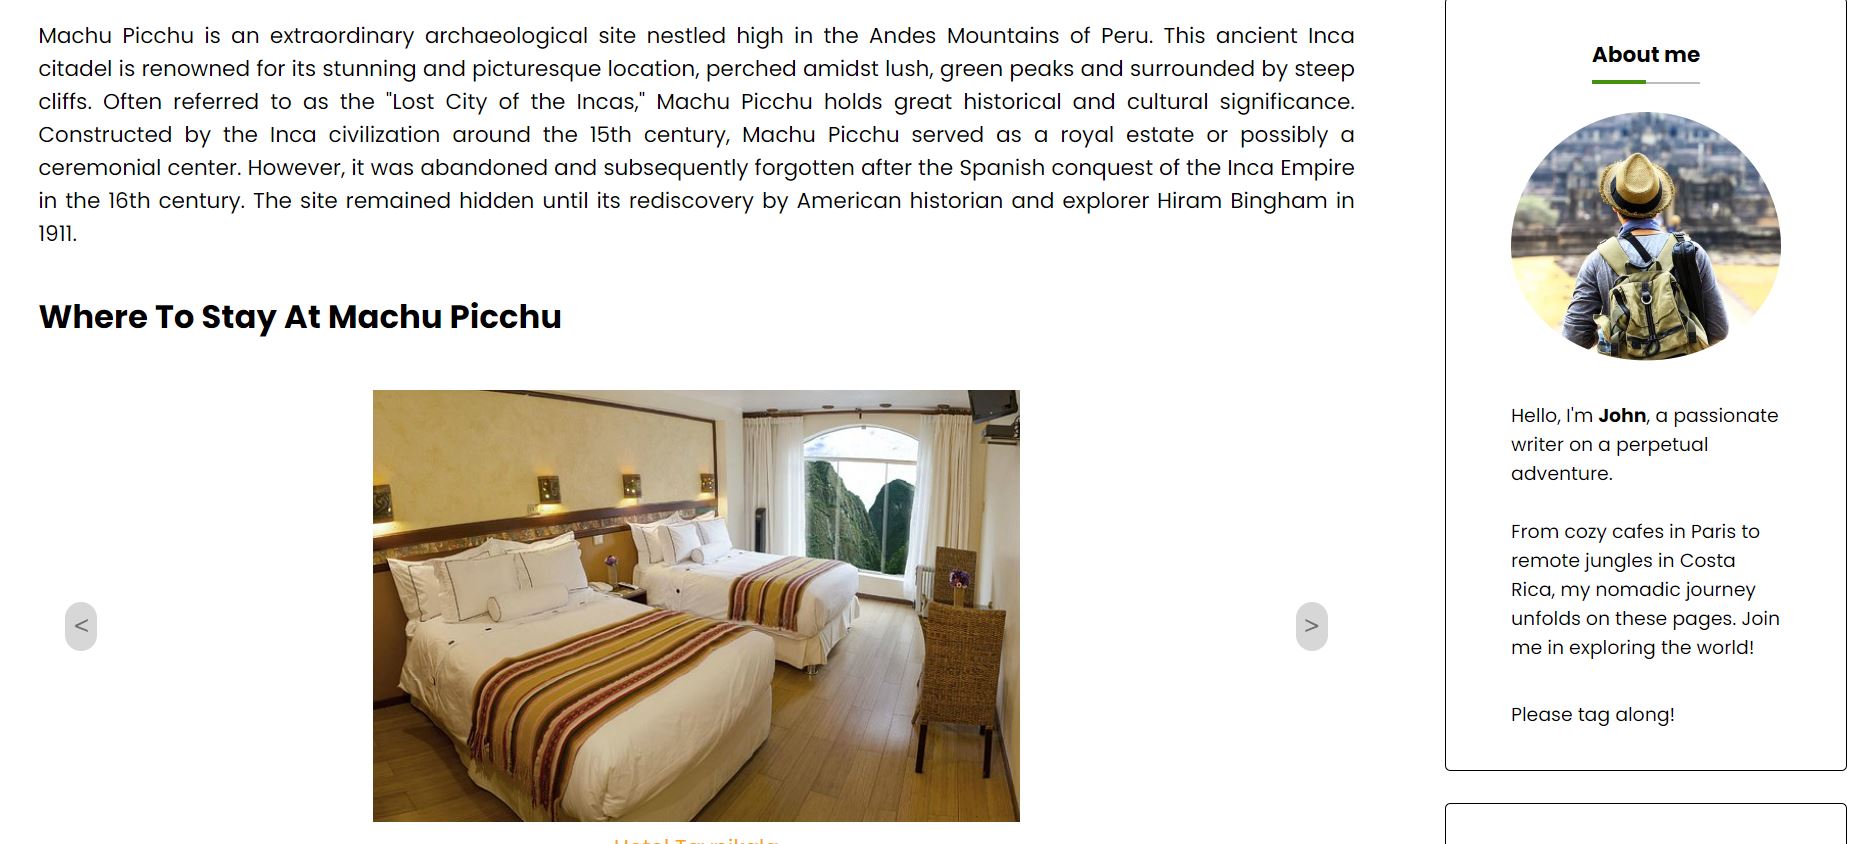 Machu Picchu is an extraordinary archaeological site nestled high in the Andes Mountains of Peru. This ancient Inca
citadel is renowned for its stunning and picturesque location, perched amidst lush, green peaks and surrounded by steep
cliffs. Often referred to as the "Lost City of the Incas," Machu Picchu holds great historical and cultural significance.
Constructed by the Inca civilization around the 15th century, Machu Picchu served as a royal estate or possibly a
ceremonial center. However, it was abandoned and subsequently forgotten after the Spanish conquest of the Inca Empire
in the 16th century. The site remained hidden until its rediscovery by American historian and explorer Hiram Bingham in
1911.
Where To Stay At Machu Picchu
<
>
Hotel
About me
Hello, I'm John, a passionate
writer on a perpetual
adventure.
From cozy cafes in Paris to
remote jungles in Costa
Rica, my nomadic journey
unfolds on these pages. Join
me in exploring the world!
Please tag along!